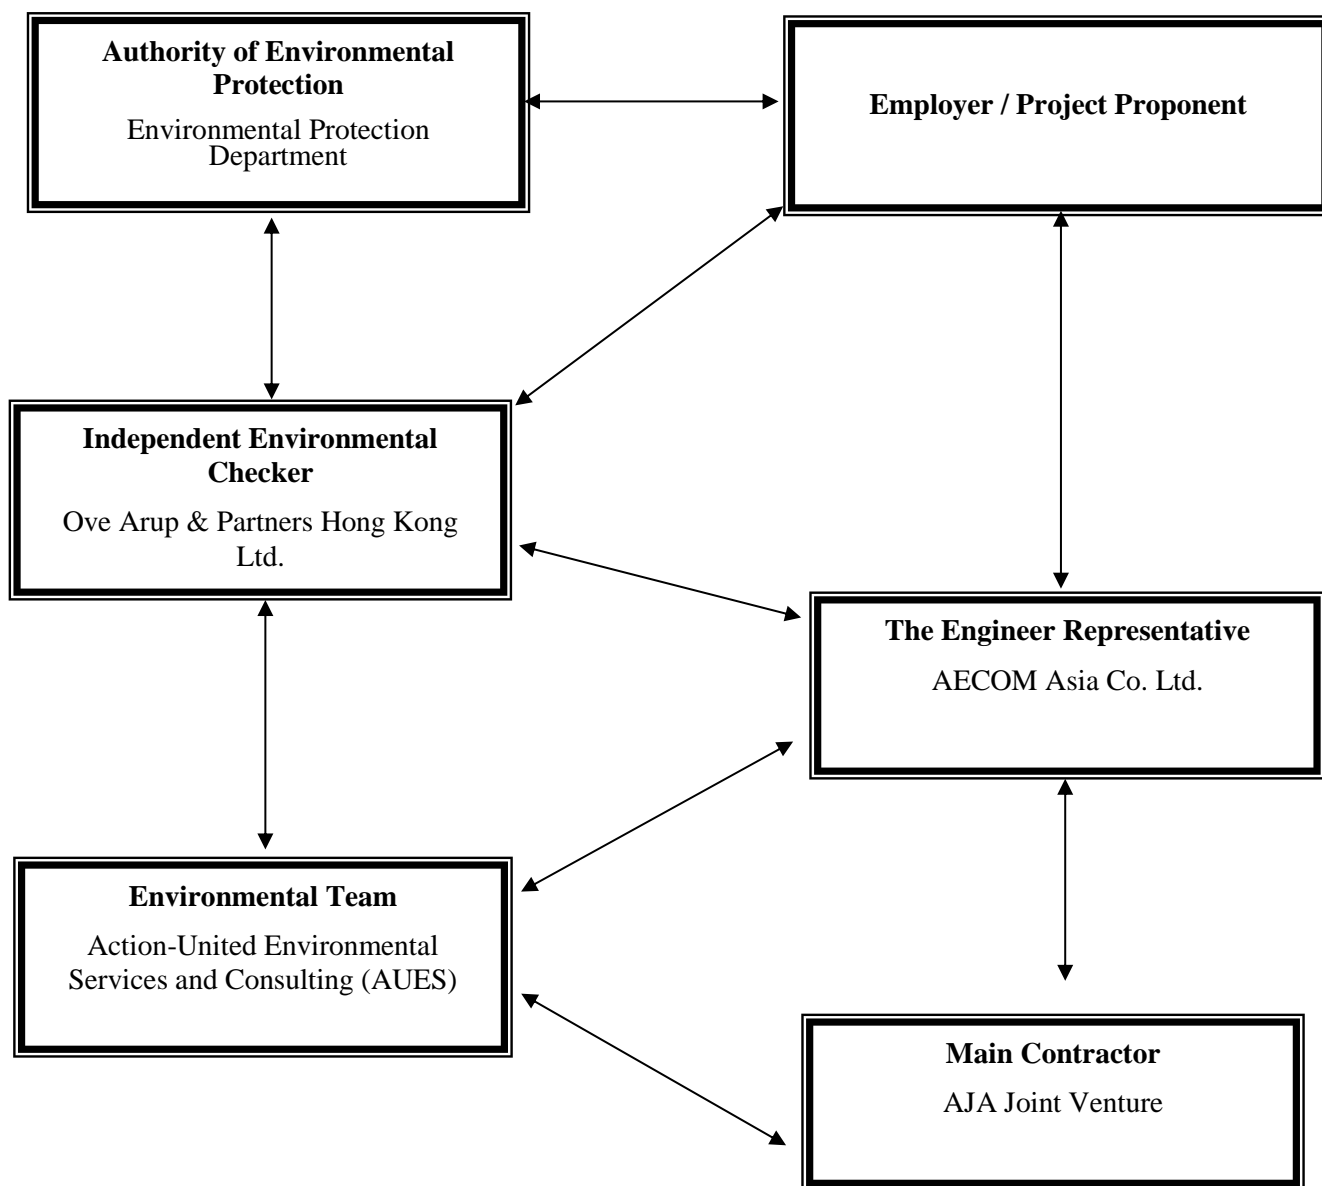 Authority of Environmental
Protection
Environmental Protection
Department
Employer / Project Proponent
Independent Environmental
Checker
Ove Arup & Partners Hong Kong
Ltd.
The Engineer Representative
AECOM Asia Co. Ltd.
Environmental Team
Action-United Environmental
Services and Consulting (AUES)
Main Contractor
AJA Joint Venture